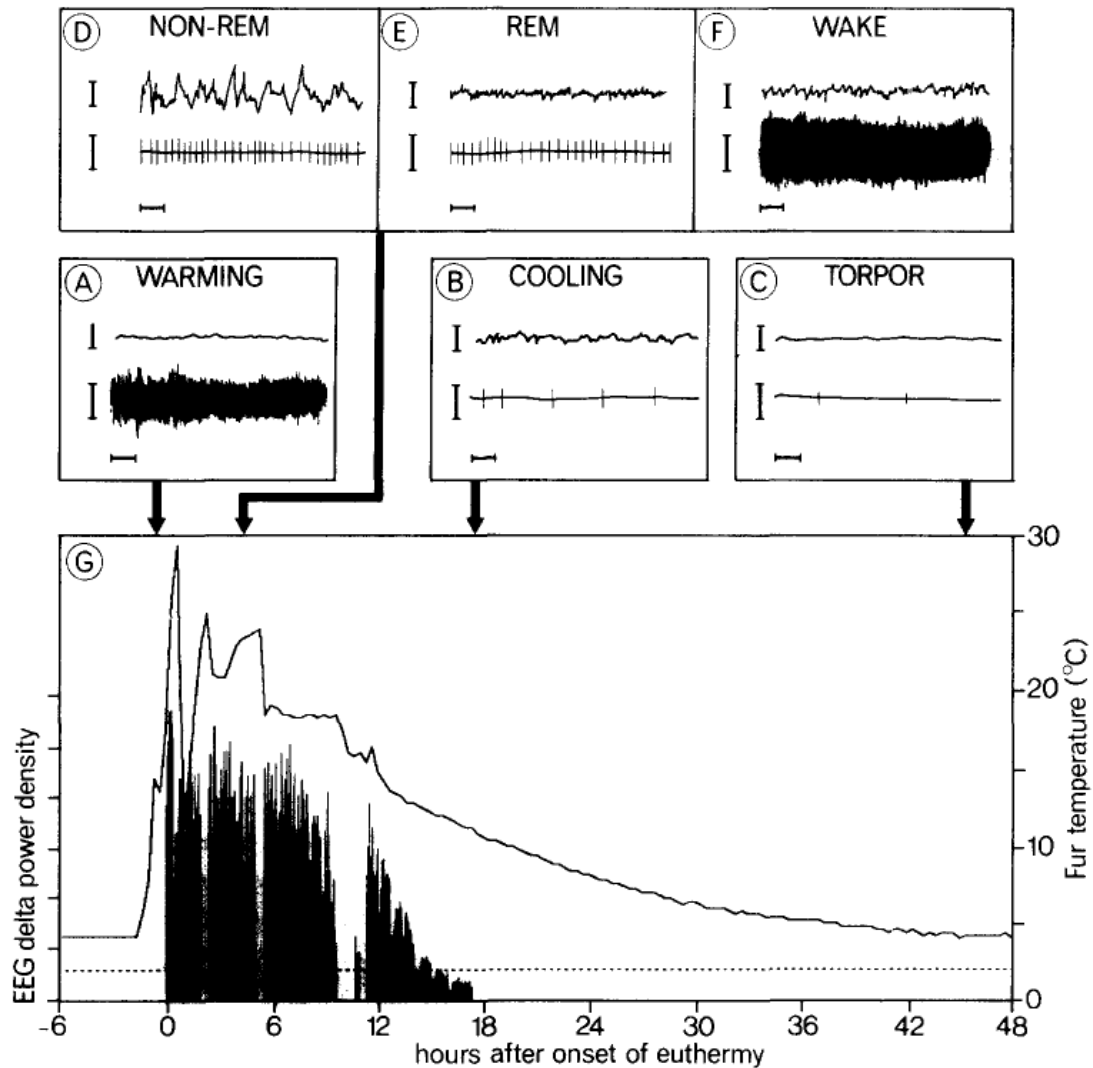 D NON-REM
E REM
F WAKE
A WARMING
B COOLING
C TORPOR
G
EEG delta power density
30
20
10
0
Fur temperature (°C)
-6 0 6 12 18 24 30 36 42 48
hours after onset of euthermy